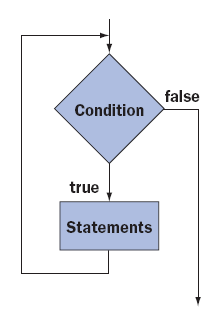 Condition
false
true
Statements